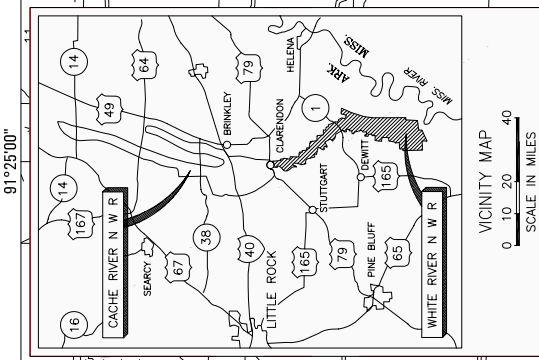 91°25'00"
11
14
64
79
HELENA
MISS.
ARK.
MISS. RIVER
49
BRINKLEY
CLARENDON
1
14
167
CACHE RIVER N W R
SEARCY
67
38
40
STUTTGART
DEWITT
165
165
79
PINE BLUFF
65
WHITE RIVER N W R
16
LITTLE ROCK
VICINITY MAP
0 10 20 40
SCALE IN MILES